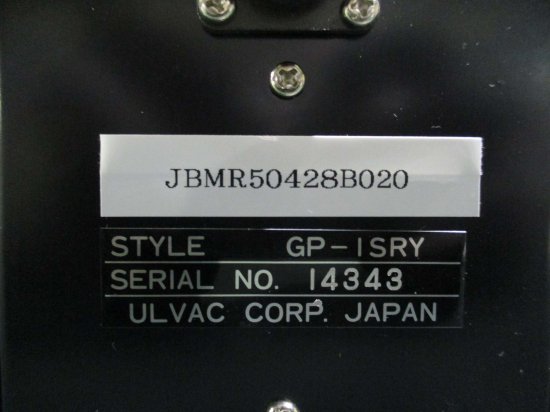 JBMR50428B020
STYLE GP-1SRY
SERIAL NO. 14343
ULVAC CORP. JAPAN